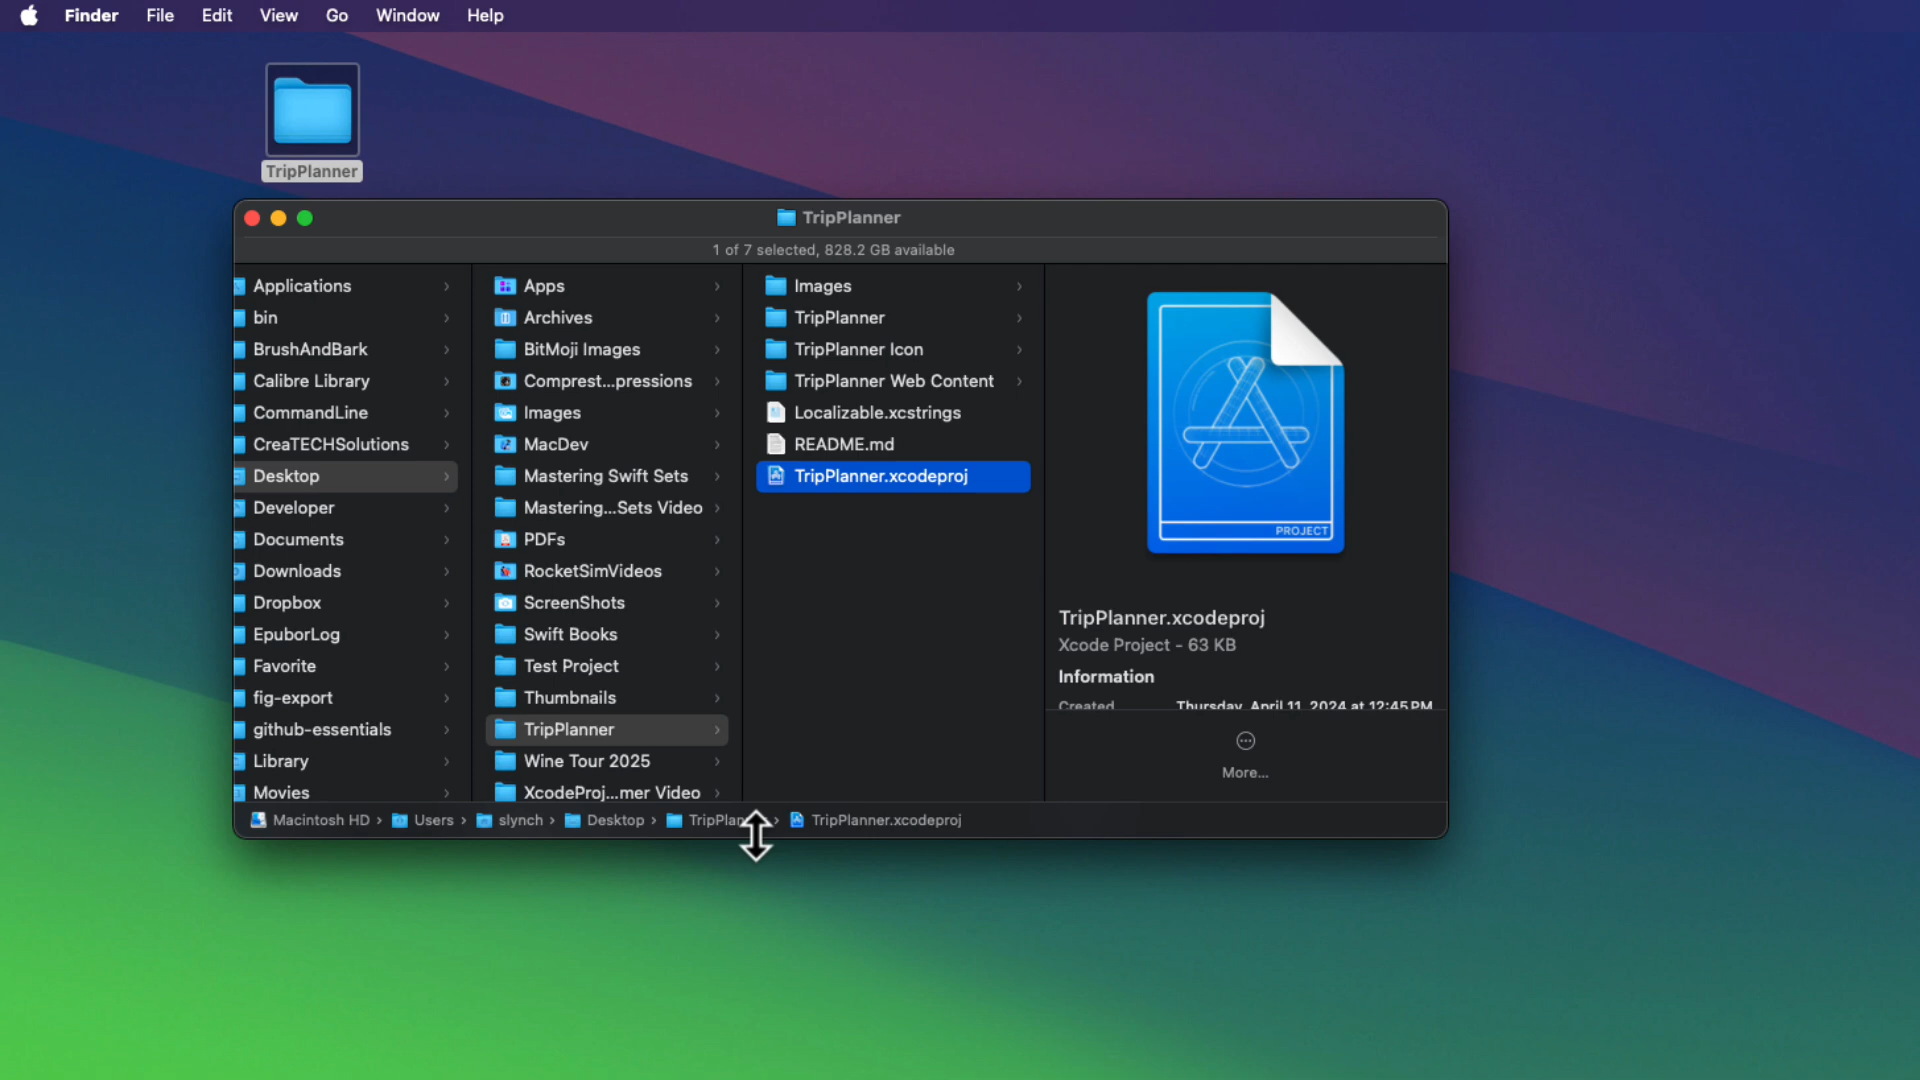 Finder File Edit View Go Window Help
TripPlanner
TripPlanner
1 of 7 selected, 828.2 GB available
Applications
bin
BrushAndBark
Calibre Library
CommandLine
CreaTECHSolutions
Desktop
Developer
Documents
Downloads
Dropbox
EpuborLog
Favorite
fig-export
github-essentials
Library
Movies
Apps
Archives
BitMoji Images
Comprest...pressions
Images
MacDev
Mastering Swift Sets
Mastering...Sets Video
PDFs
RocketSimVideos
ScreenShots
Swift Books
Test Project
Thumbnails
TripPlanner
Wine Tour 2025
XcodeProj...mer Video
Images
TripPlanner
TripPlanner Icon
TripPlanner Web Content
Localizable.xcstrings
README.md
TripPlanner.xcodeproj
PROJECT
TripPlanner.xcodeproj
Xcode Project - 63 KB
Information
Created Thursday, April 11, 2024 at 12:45 PM
More...
Macintosh HD › Users › slynch › Desktop › › TripPlanner.xcodeproj